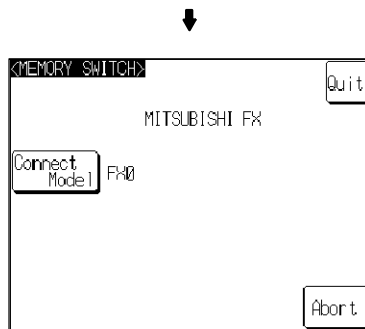 <MEMORY SWITCH>
Quit
MITSUBISHI FX
Connect
Model
FX0
Abort